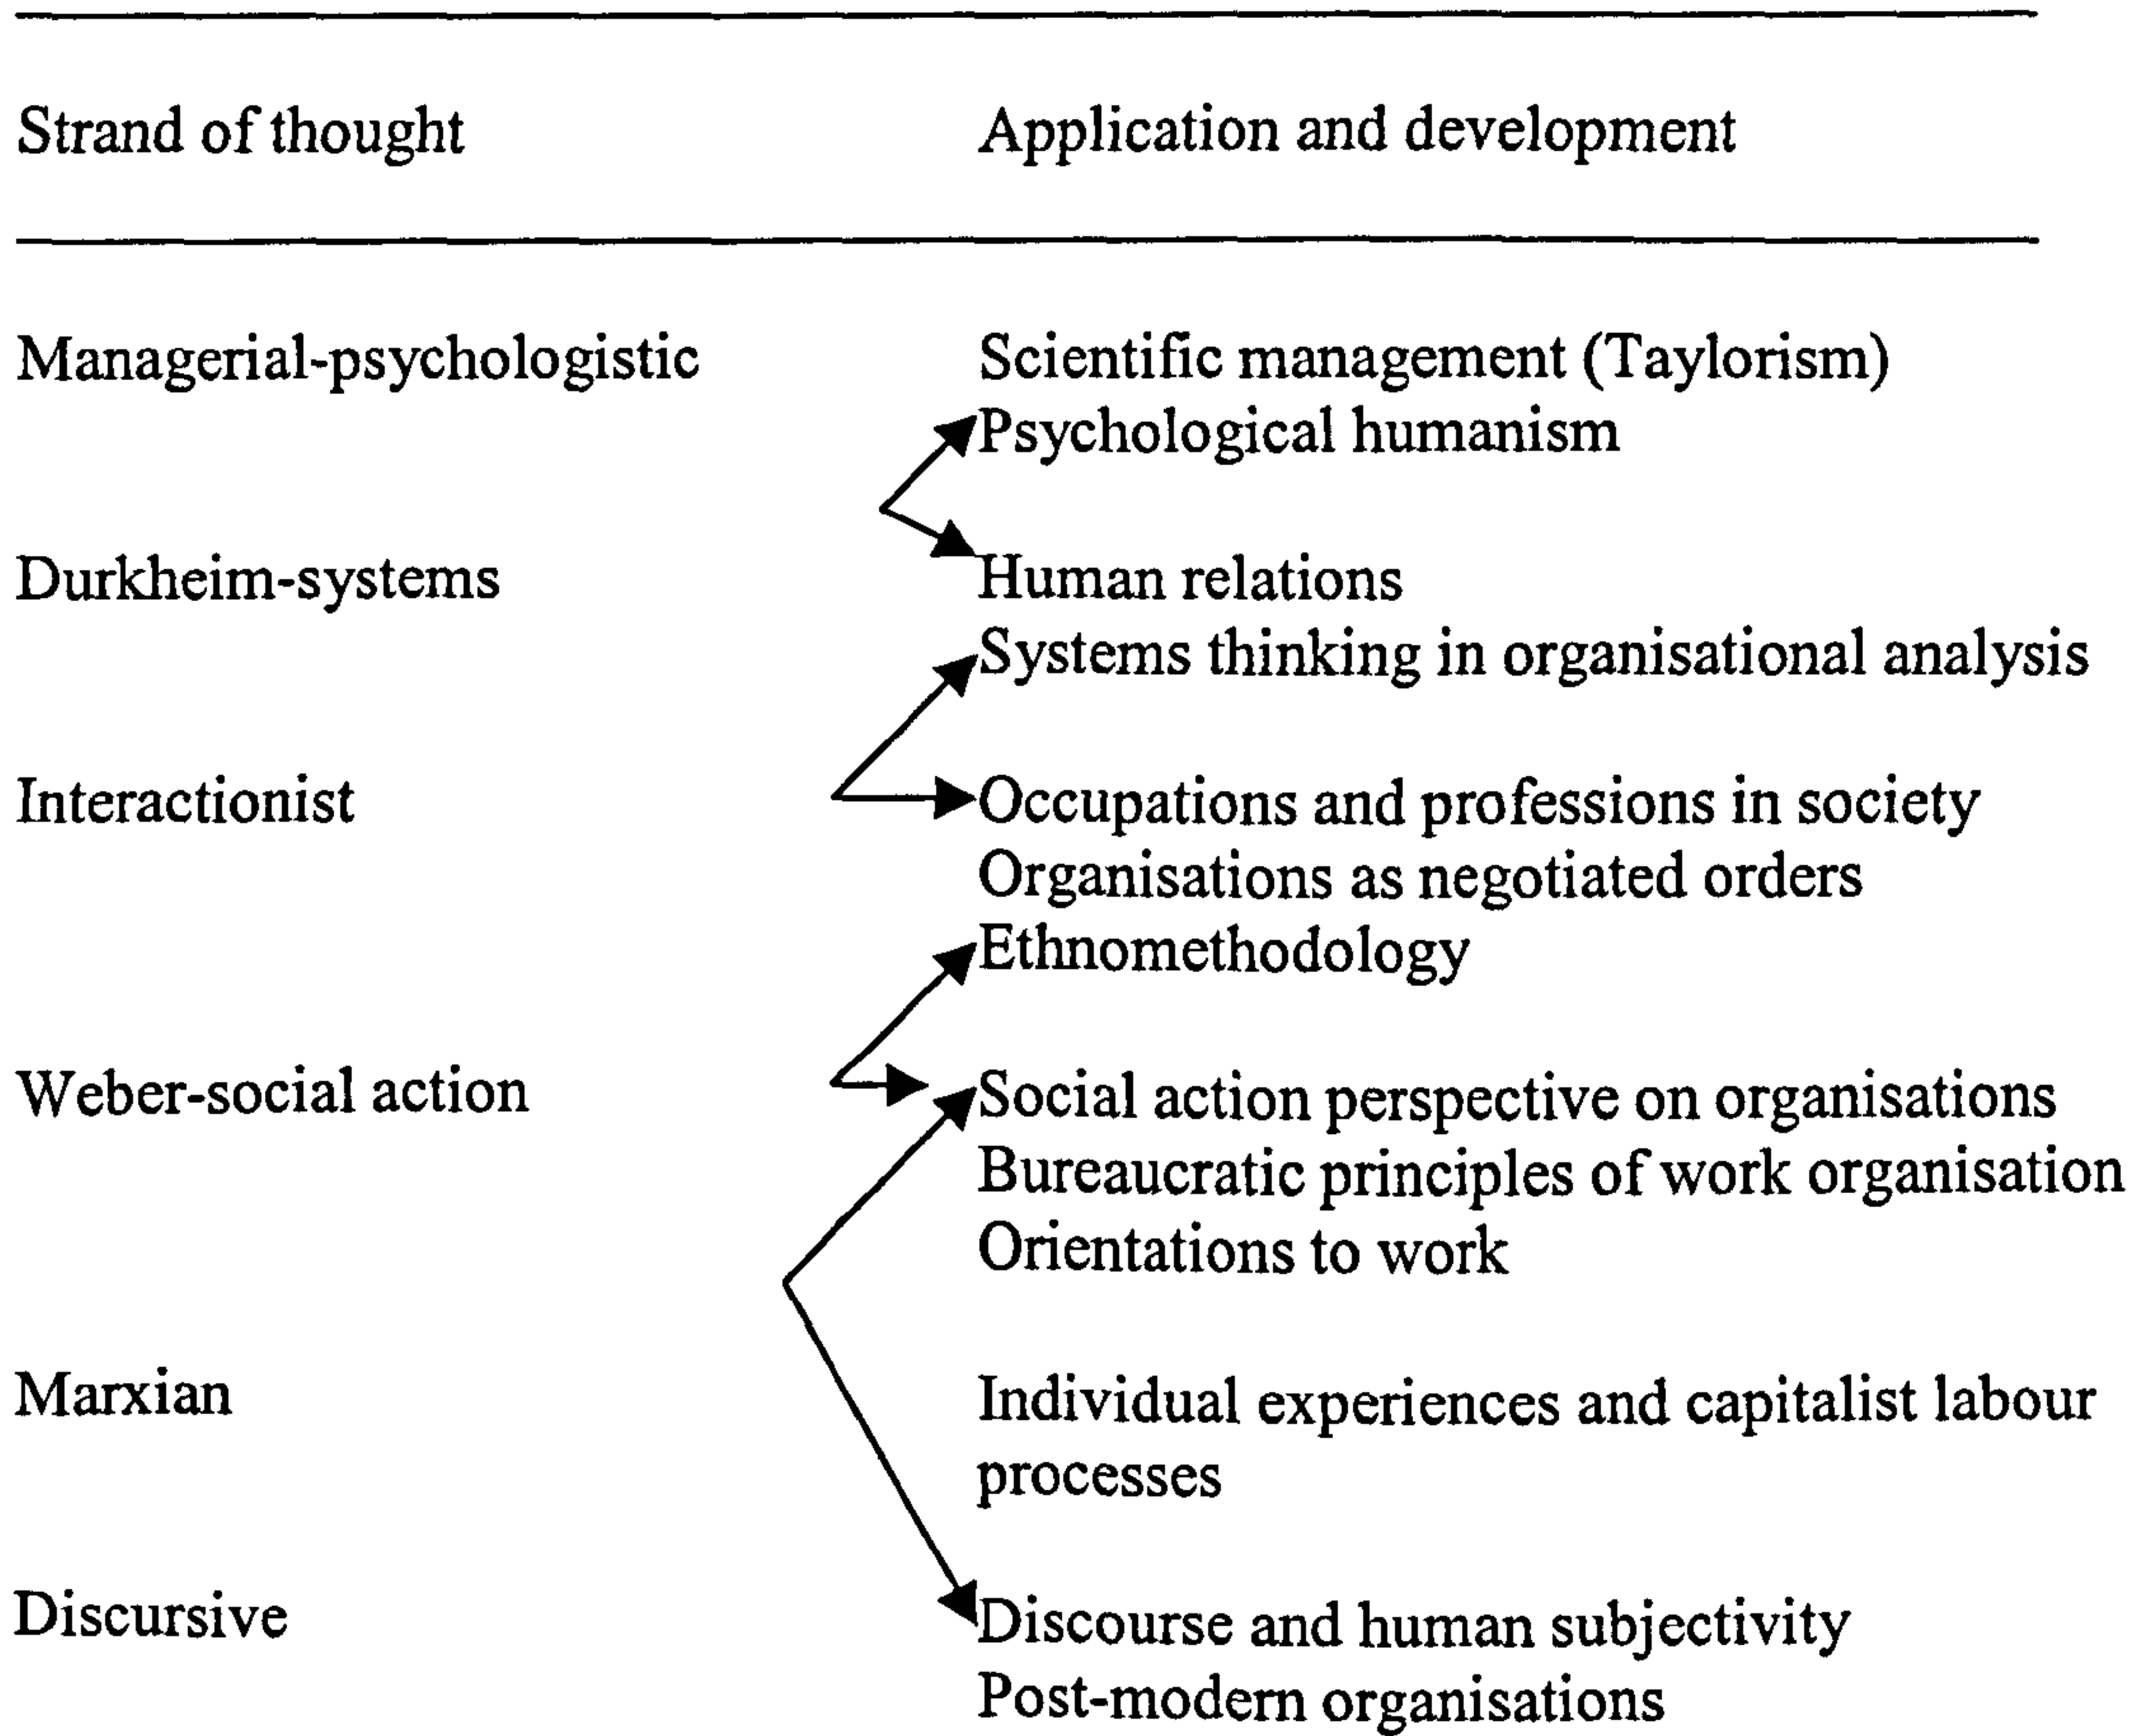 Strand of thought Application and development
Managerial-psychologistic Scientific management (Taylorism)
Psychological humanism
Durkheim-systems Human relations
Systems thinking in organisational analysis
Interactionist Occupations and professions in society
Organisations as negotiated orders
Ethnomethodology
Weber-social action Social action perspective on organisations
Bureaucratic principles of work organisation
Orientations to work
Marxian Individual experiences and capitalist labour
processes
Discursive Discourse and human subjectivity
Post-modern organisations